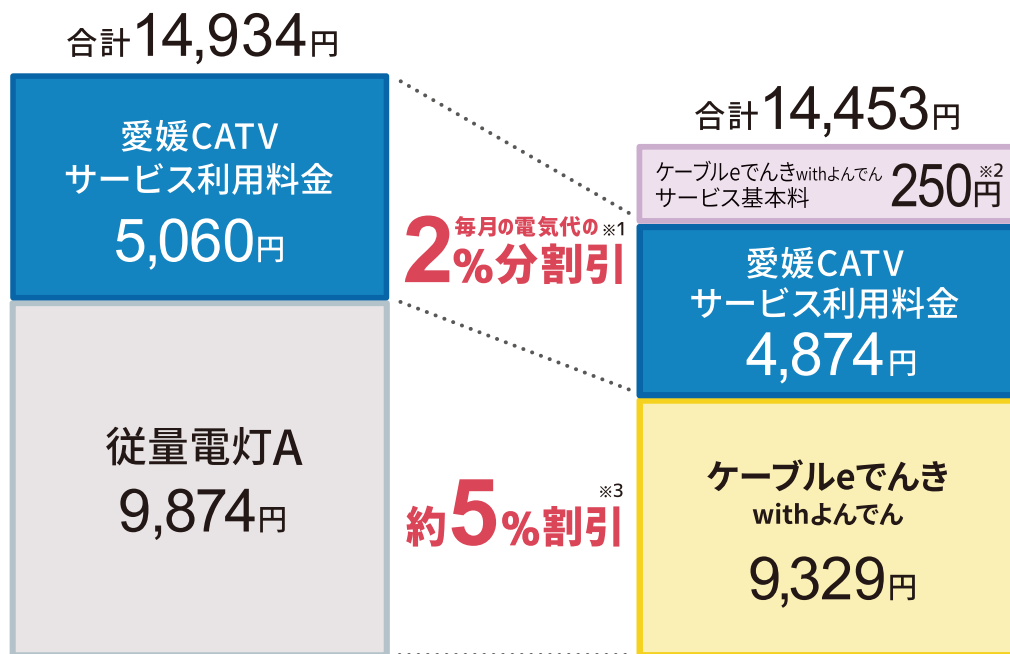 合計14,934円
愛媛CATV
サービス利用料金
5,060円
従量電灯A
9,874円
毎月の電気代の※1
2%分割引
※3
約5%割引
合計14,453円
ケーブルeでんきwithよんでん
サービス基本料
250円※2
愛媛CATV
サービス利用料金
4,874円
ケーブルeでんき
withよんでん
9,329円